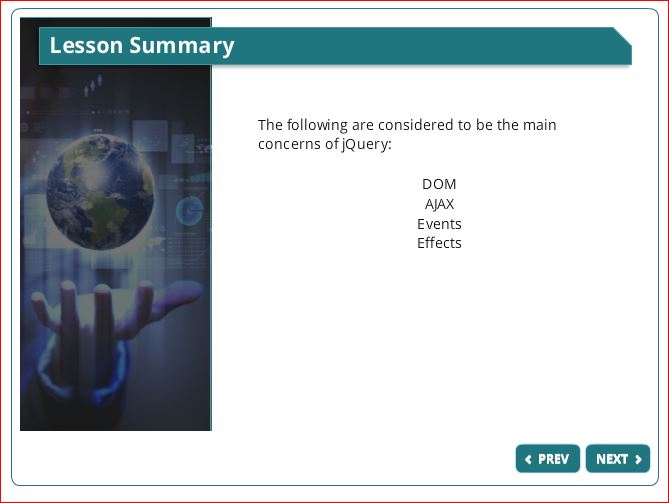 Lesson Summary
The following are considered to be the main
concerns of jQuery:
DOM
AJAX
Events
Effects
PREV
NEXT